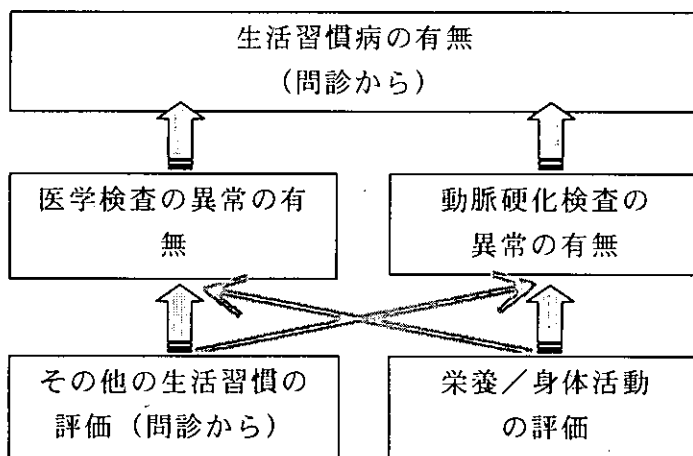 生活習慣病の有無
(問診から)
医学検査の異常の有
無
動脈硬化検査の
異常の有無
その他の生活習慣の
評価(問診から)
栄養/身体活動
の評価